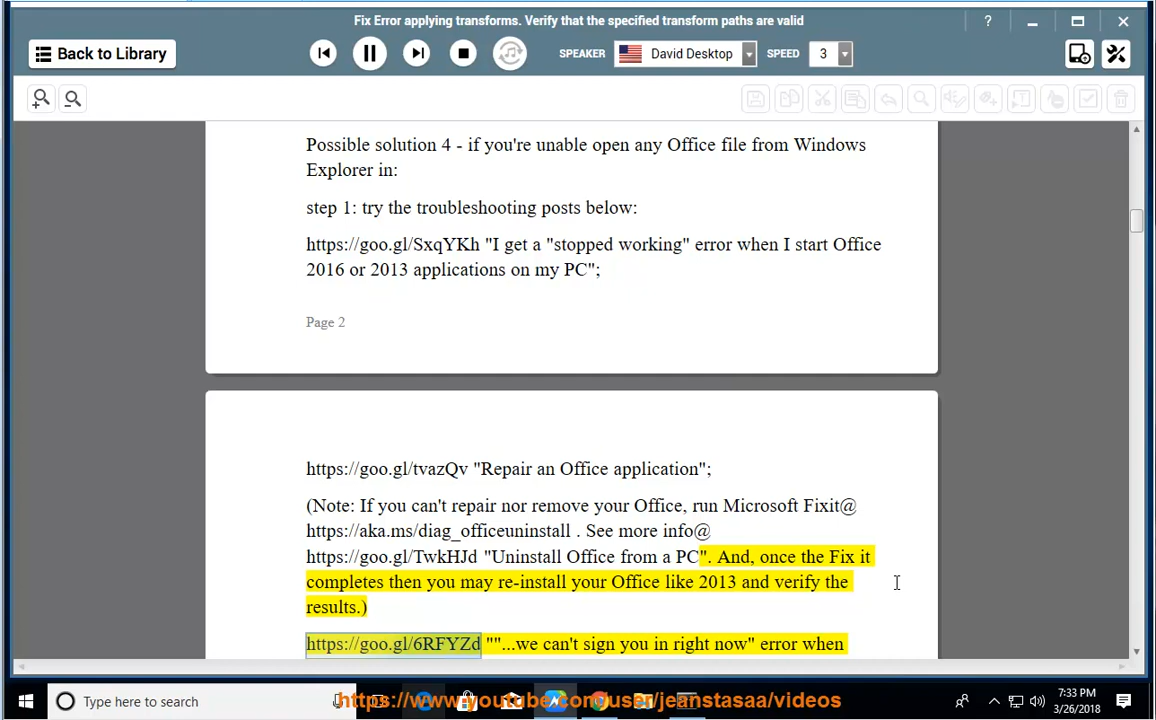 Fix Error applying transforms. Verify that the specified transform paths are valid
?
Back to Library
SPEAKER
David Desktop
SPEED
3
Possible solution 4 - if you're unable open any Office file from Windows
Explorer in:
step 1: try the troubleshooting posts below:
https://goo.gl/SxqYKh "I get a "stopped working" error when I start Office
2016 or 2013 applications on my PC";
Page 2
https://goo.gl/tvazQv "Repair an Office application";
(Note: If you can't repair nor remove your Office, run Microsoft Fixit@
https://aka.ms/diag_officeuninstall . See more info@
https://goo.gl/TwkHJd "Uninstall Office from a PC". And, once the Fix it
completes then you may re-install your Office like 2013 and verify the
results.)
https://goo.gl/6RFYZd ""...we can't sign you in right now" error when
Type here to search
https://www.youtube.com/user/jeanstasaa/videos
7:33 PM
3/26/2018